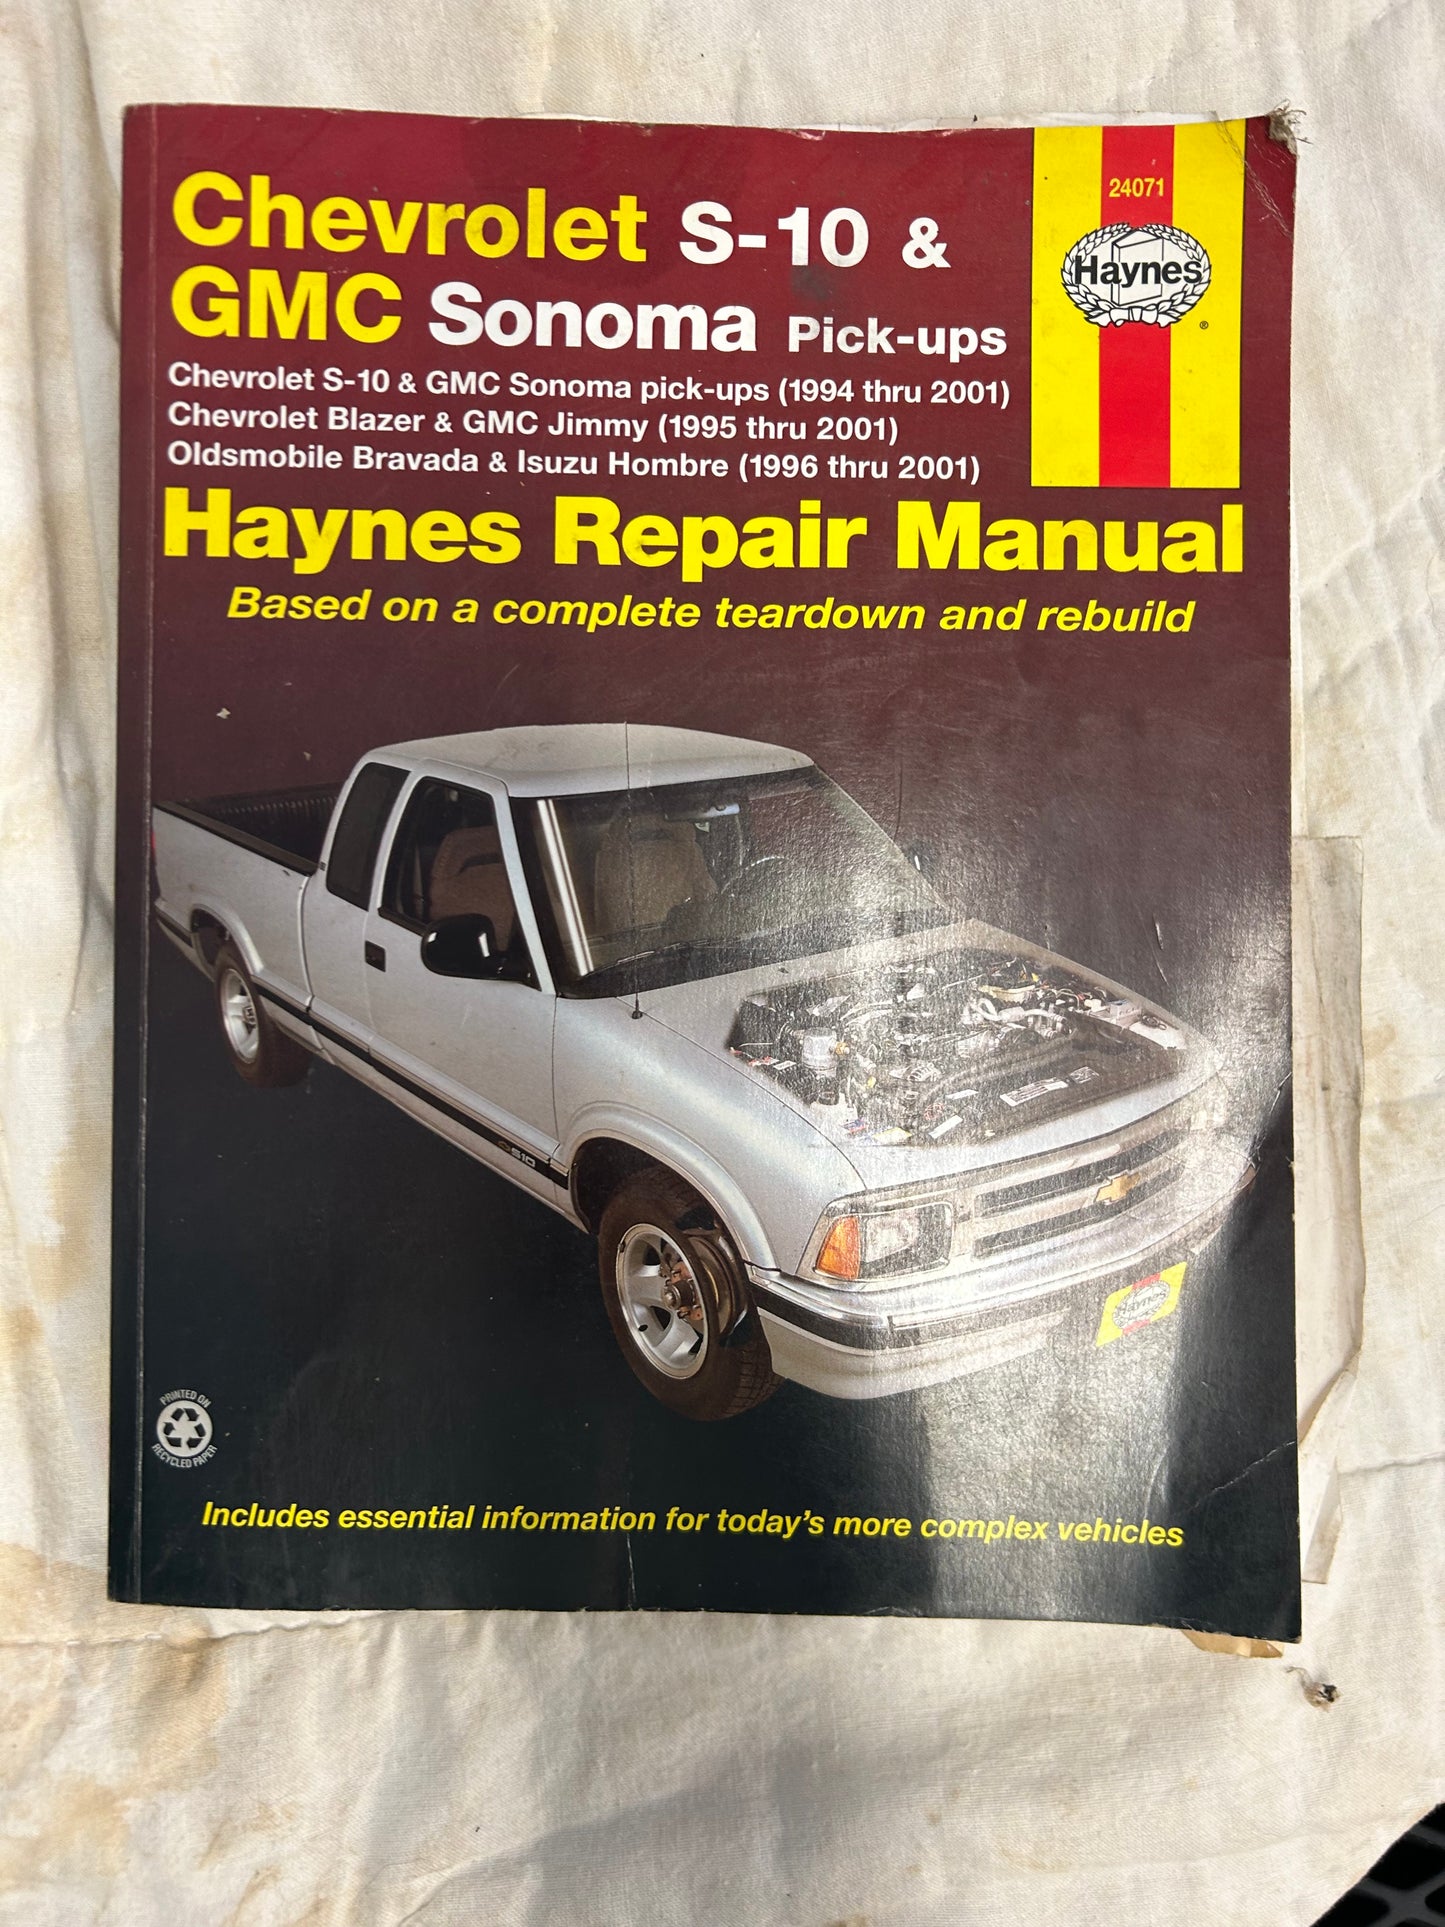 24071
Haynes
®
Chevrolet S-10 &
GMC Sonoma Pick-ups
Chevrolet S-10 & GMC Sonoma pick-ups (1994 thru 2001)
Chevrolet Blazer & GMC Jimmy (1995 thru 2001)
Oldsmobile Bravada & Isuzu Hombre (1996 thru 2001)
Haynes Repair Manual
Based on a complete teardown and rebuild
S10
Haynes
PRINTED ON
RECYCLED PAPER
Includes essential information for today's more complex vehicles